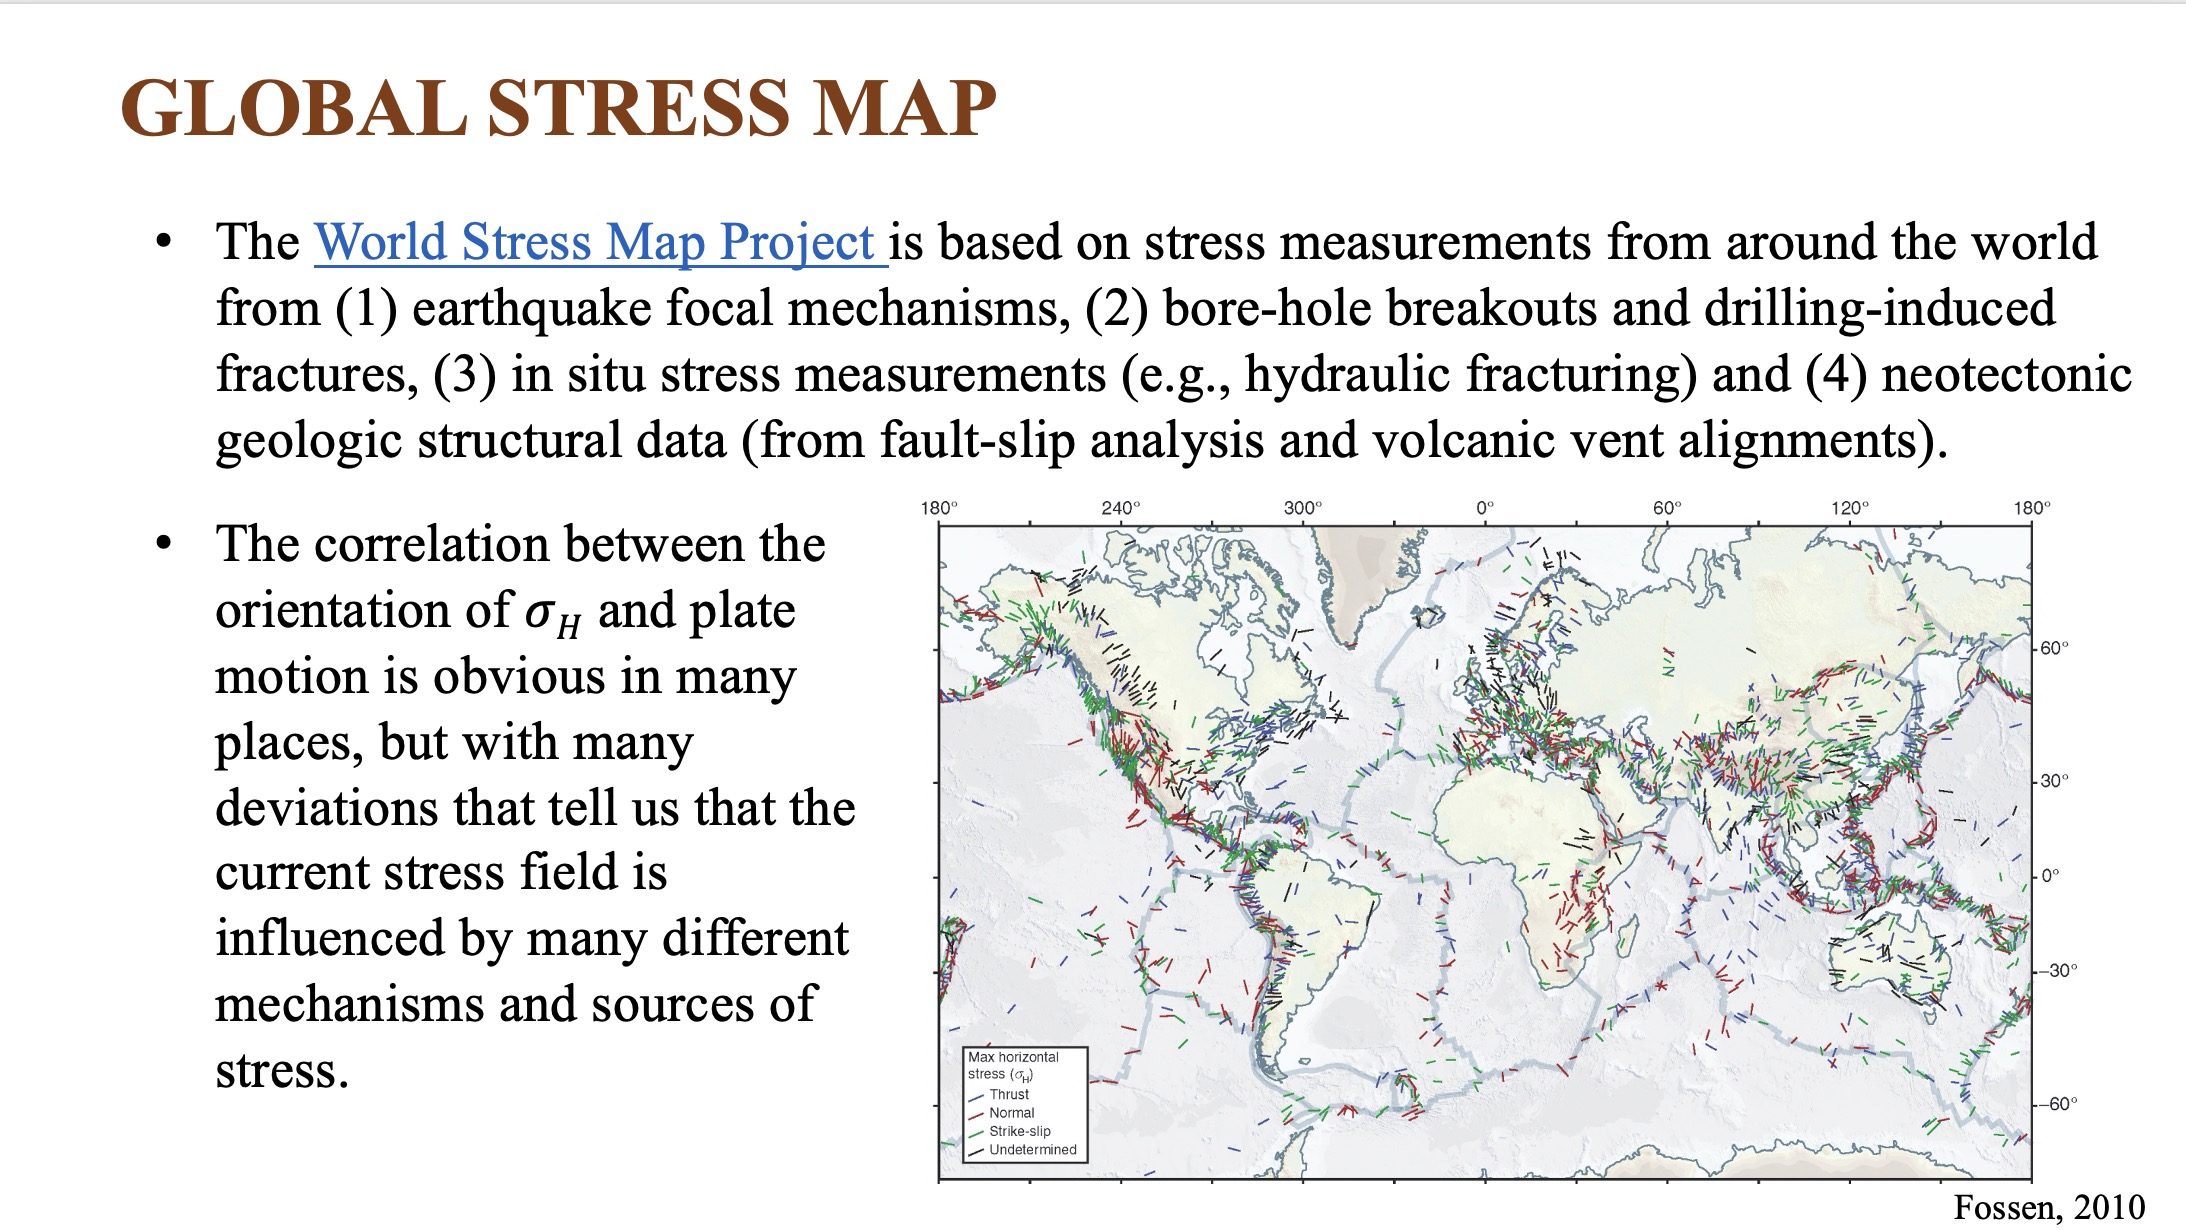 GLOBAL STRESS MAP
• The World Stress Map Project is based on stress measurements from around the world
from (1) earthquake focal mechanisms, (2) bore-hole breakouts and drilling-induced
fractures, (3) in situ stress measurements (e.g., hydraulic fracturing) and (4) neotectonic
geologic structural data (from fault-slip analysis and volcanic vent alignments).
• The correlation between the
orientation of σH and plate
motion is obvious in many
places, but with many
deviations that tell us that the
current stress field is
influenced by many different
mechanisms and sources of
stress.
180° 240° 300° 0° 60° 120° 180°
60°
30°
0°
–30°
–60°
Max horizontal
stress (σH)
Thrust
Normal
Strike-slip
Undetermined
Fossen, 2010